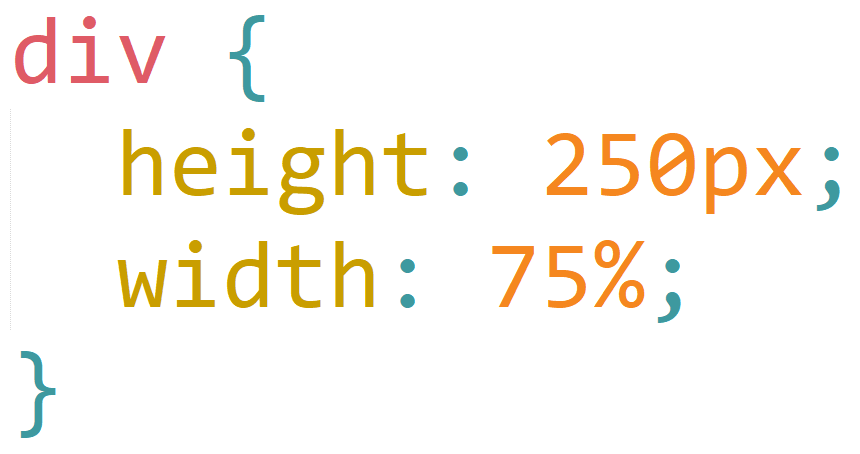 div {
  height: 250px;
  width: 75%;
}